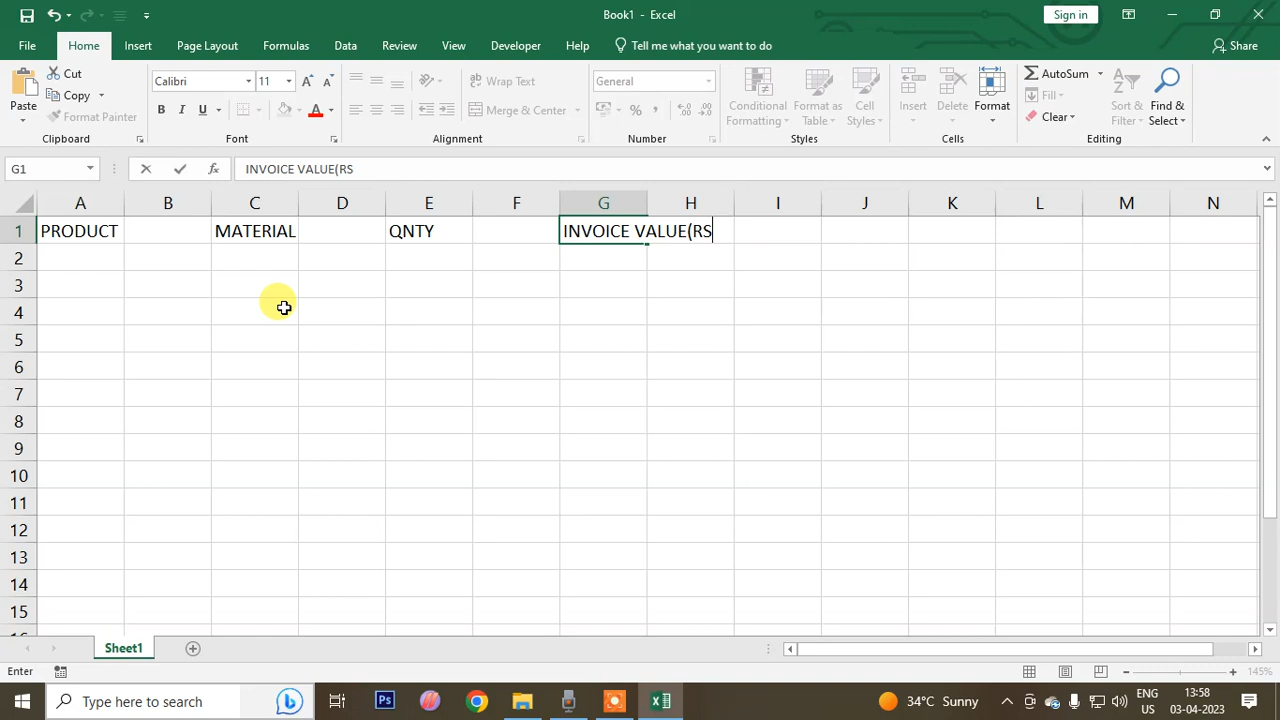 Book1 - Excel
Sign in
File Home Insert Page Layout Formulas Data Review View Developer Help Tell me what you want to do Share
Cut
Copy
Format Painter
Paste
Clipboard
Calibri 11
B I U
Font
Wrap Text
Merge & Center
Alignment
General
%
Number
Conditional Formatting
Format as Table
Cell Styles
Styles
Insert Delete Format
Cells
AutoSum
Fill
Clear
Sort & Filter
Find & Select
Editing
G1 fx INVOICE VALUE(RS
A B C D E F G H I J K L M N
1 PRODUCT MATERIAL QNTY INVOICE VALUE(RS
2
3
4
5
6
7
8
9
10
11
12
13
14
15
Sheet1
Enter 145%
Type here to search
Ps
34°C Sunny
ENG
US
13:58
03-04-2023